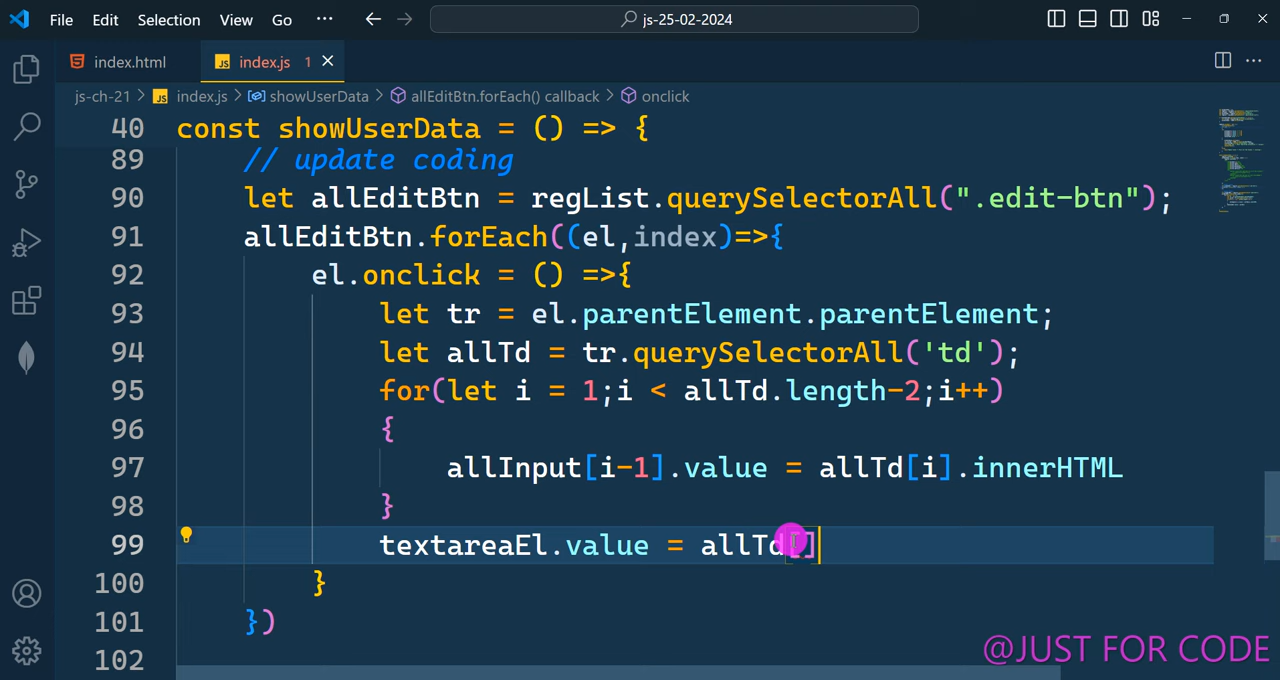 File Edit Selection View Go ··· ← → js-25-02-2024
index.html JS index.js 1 ×
js-ch-21 > JS index.js > showUserData > allEditBtn.forEach() callback > onclick
40 const showUserData = () => {
89 // update coding
90 let allEditBtn = regList.querySelectorAll(".edit-btn");
91 allEditBtn.forEach((el,index)=>{
92 el.onclick = () =>{
93 let tr = el.parentElement.parentElement;
94 let allTd = tr.querySelectorAll('td');
95 for(let i = 1;i < allTd.length-2;i++)
96 {
97 allInput[i-1].value = allTd[i].innerHTML
98 }
99 textareaEl.value = allTd[]
100 }
101 })
102
@JUST FOR CODE